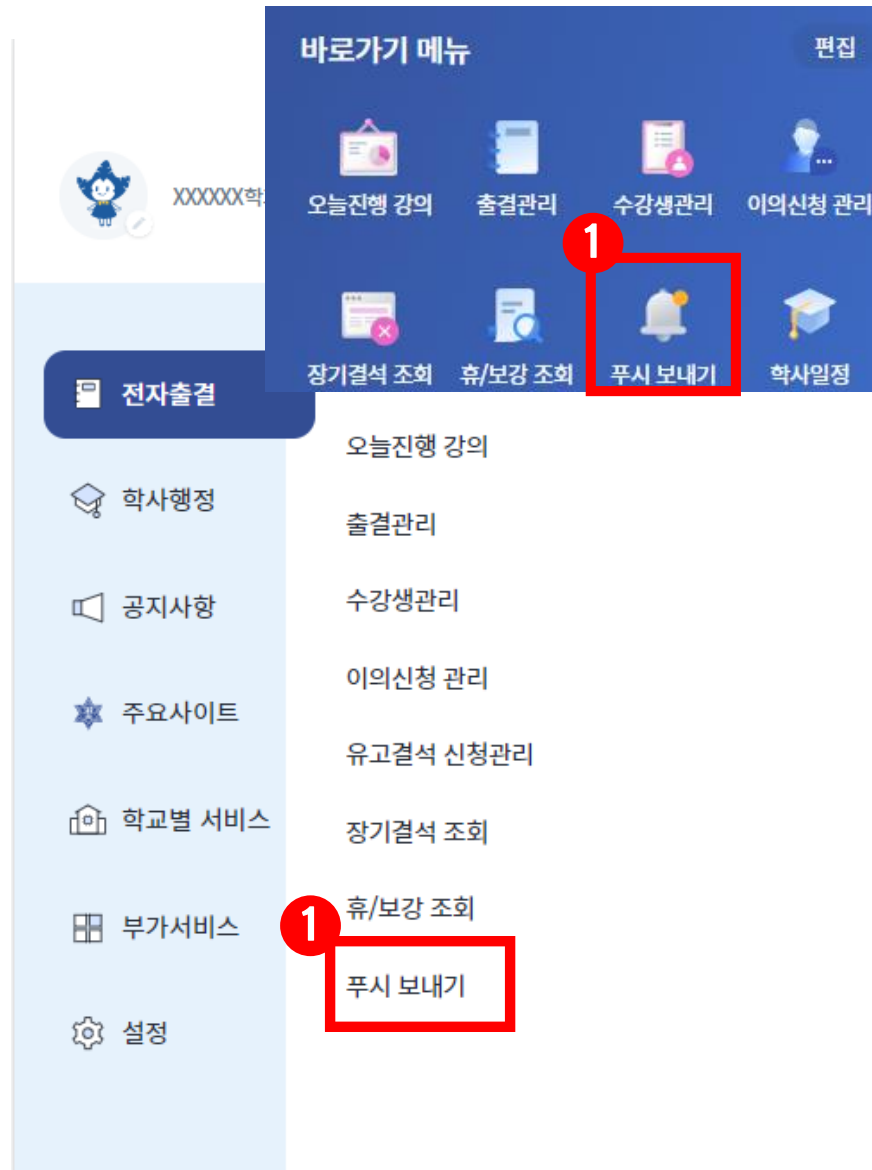 바로가기 메뉴 편집
오늘진행 강의 출결관리 수강생관리 이의신청 관리
1
장기결석 조회 휴/보강 조회 푸시 보내기 학사일정
XXXXXX학
전자출결
학사행정
공지사항
주요사이트
학교별 서비스
부가서비스
설정
오늘진행 강의
출결관리
수강생관리
이의신청 관리
유고결석 신청관리
장기결석 조회
휴/보강 조회
1
푸시 보내기